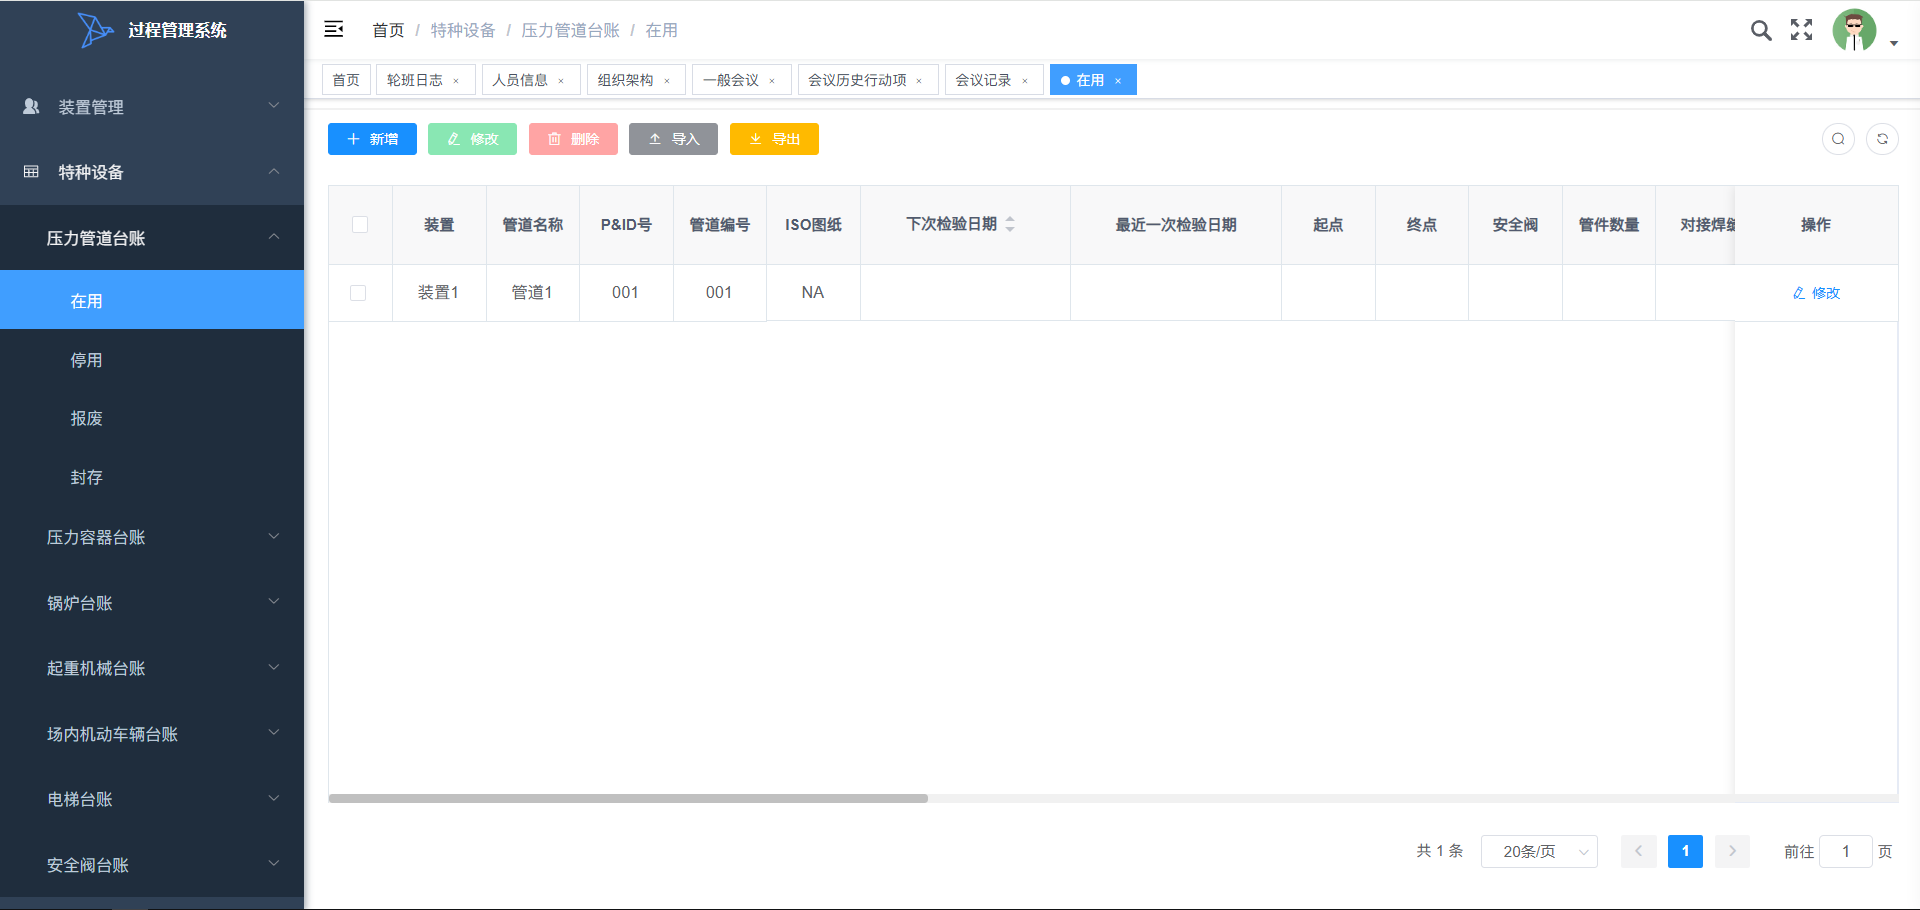 过程管理系统
首页 / 特种设备 / 压力管道台账 / 在用
首页 轮班日志 × 人员信息 × 组织架构 × 一般会议 × 会议历史行动项 × 会议记录 × 在用 ×
装置管理
特种设备
压力管道台账
在用
停用
报废
封存
压力容器台账
锅炉台账
起重机械台账
场内机动车辆台账
电梯台账
安全阀台账
新增 修改 删除 导入 导出
装置 管道名称 P&ID号 管道编号 ISO图纸 下次检验日期 最近一次检验日期 起点 终点 安全阀 管件数量 对接焊缝 操作
装置1 管道1 001 001 NA 修改
共 1 条 20条/页 1 前往 1 页